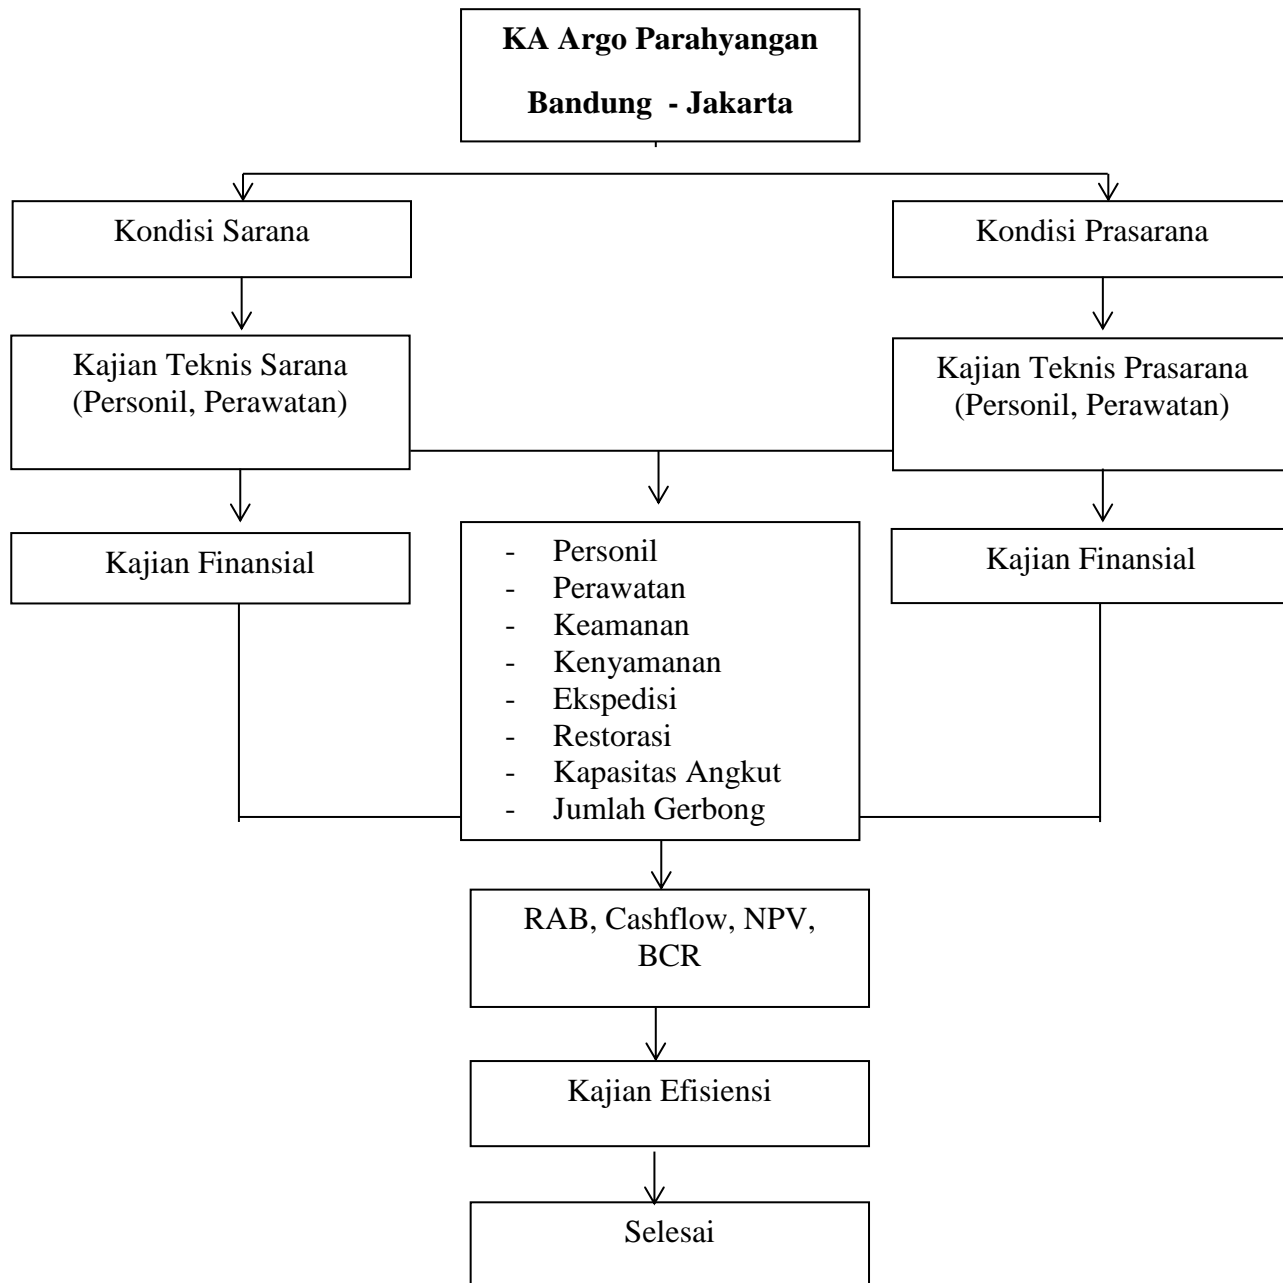 KA Argo Parahyangan
Bandung - Jakarta
Kondisi Sarana
Kondisi Prasarana
Kajian Teknis Sarana
(Personil, Perawatan)
Kajian Teknis Prasarana
(Personil, Perawatan)
Kajian Finansial
- Personil
- Perawatan
- Keamanan
- Kenyamanan
- Ekspedisi
- Restorasi
- Kapasitas Angkut
- Jumlah Gerbong
Kajian Finansial
RAB, Cashflow, NPV,
BCR
Kajian Efisiensi
Selesai